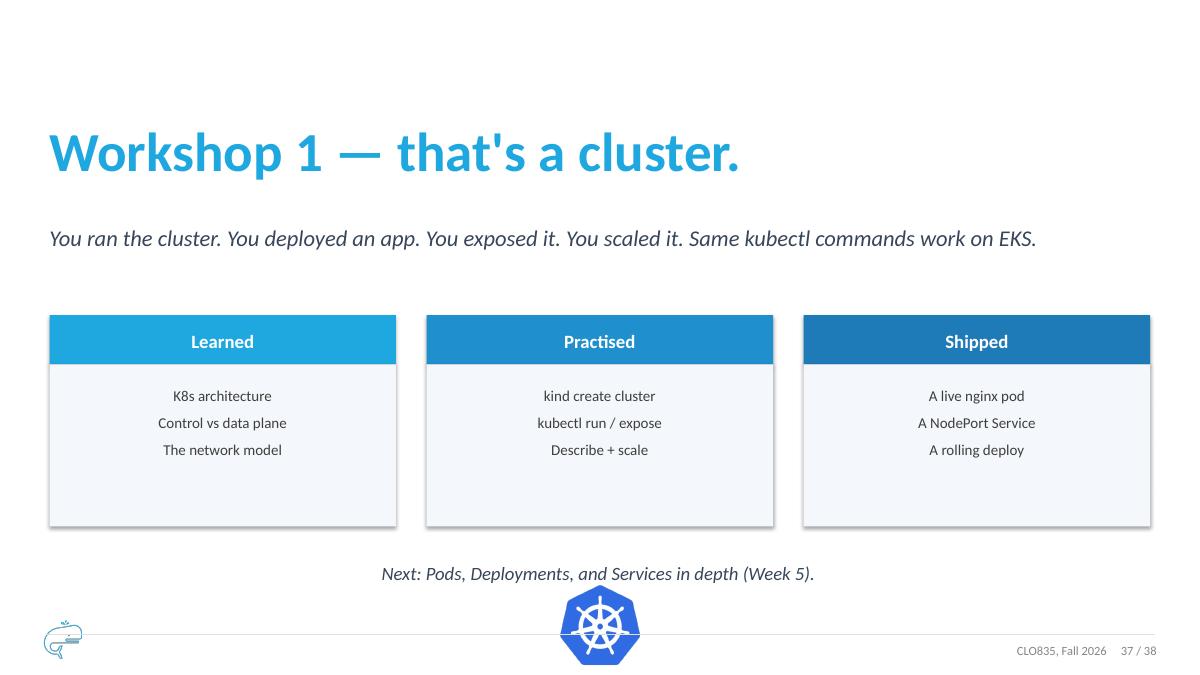 Workshop 1 — that's a cluster.
You ran the cluster. You deployed an app. You exposed it. You scaled it. Same kubectl commands work on EKS.
Learned
K8s architecture
Control vs data plane
The network model
Practised
kind create cluster
kubectl run / expose
Describe + scale
Shipped
A live nginx pod
A NodePort Service
A rolling deploy
Next: Pods, Deployments, and Services in depth (Week 5).
CLO835, Fall 2026 37 / 38